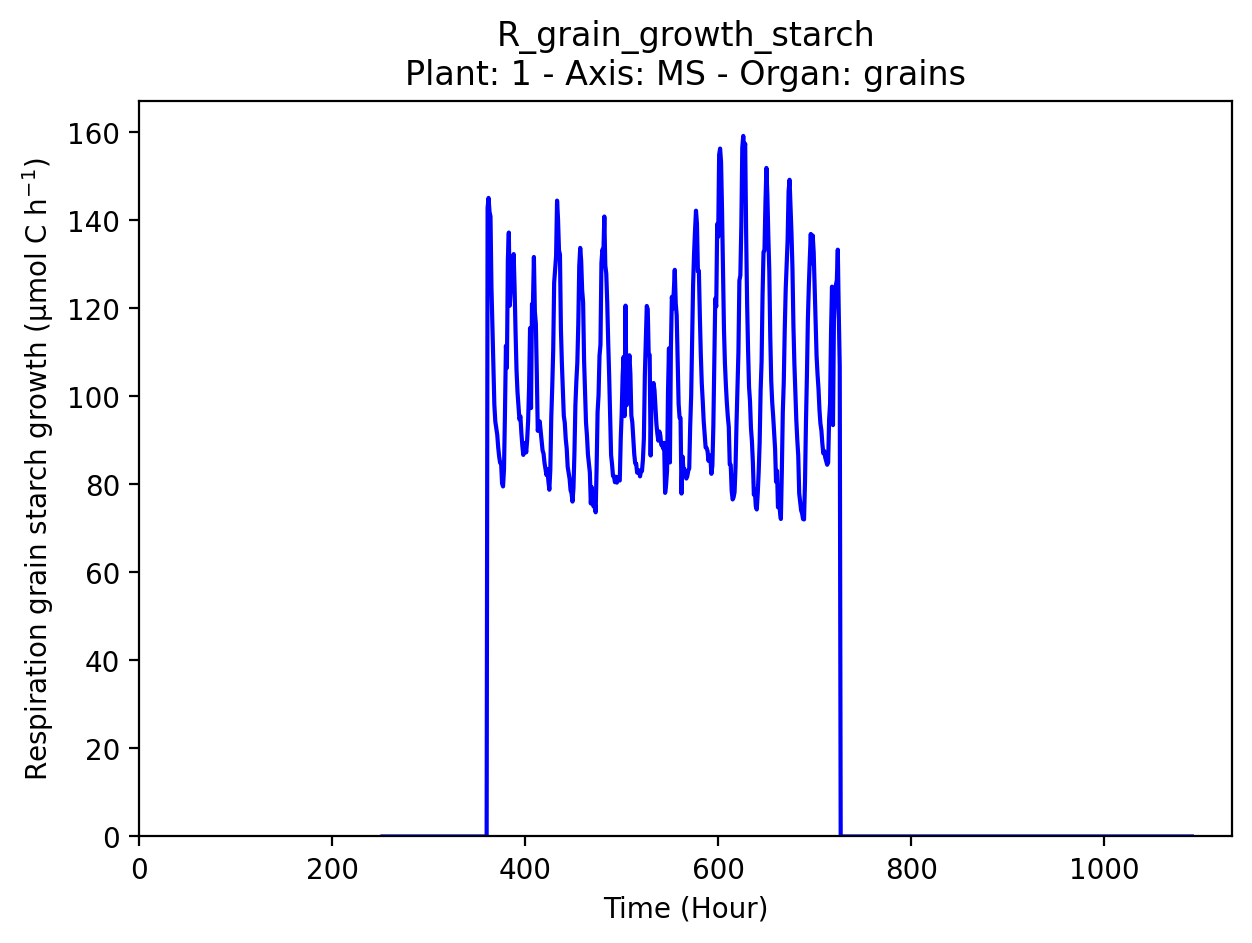 R_grain_growth_starch
Plant: 1 - Axis: MS - Organ: grains
Respiration grain starch growth (µmol C h⁻¹)
160
140
120
100
80
60
40
20
0
0 200 400 600 800 1000
Time (Hour)